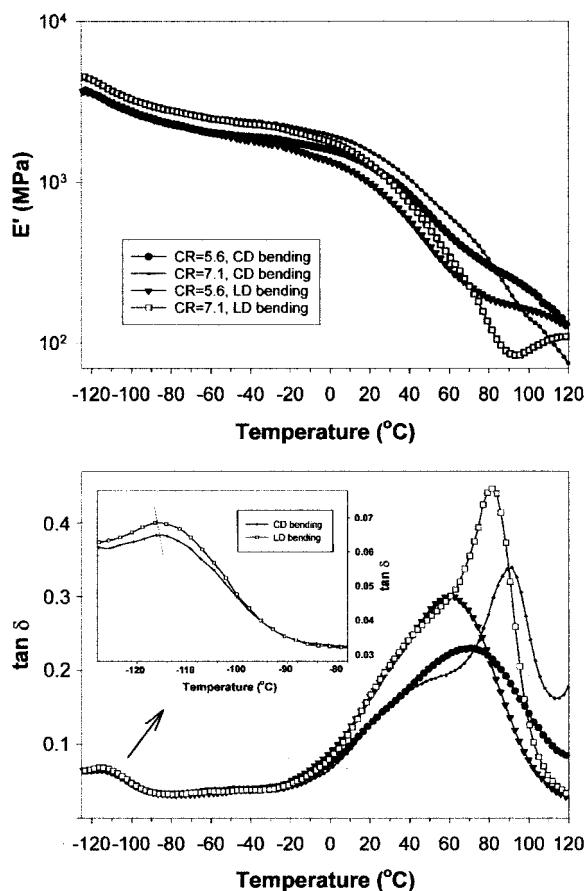 10⁴
10³
10²
E' (MPa)
CR=5.6, CD bending
CR=7.1, CD bending
CR=5.6, LD bending
CR=7.1, LD bending
-120 -100 -80 -60 -40 -20 0 20 40 60 80 100 120
Temperature (°C)
0.4
0.3
0.2
0.1
tan δ
CD bending
LD bending
0.07
0.06
0.05
0.04
0.03
tan δ
-120 -110 -100 -90 -80
Temperature (°C)
-120 -100 -80 -60 -40 -20 0 20 40 60 80 100 120
Temperature (°C)